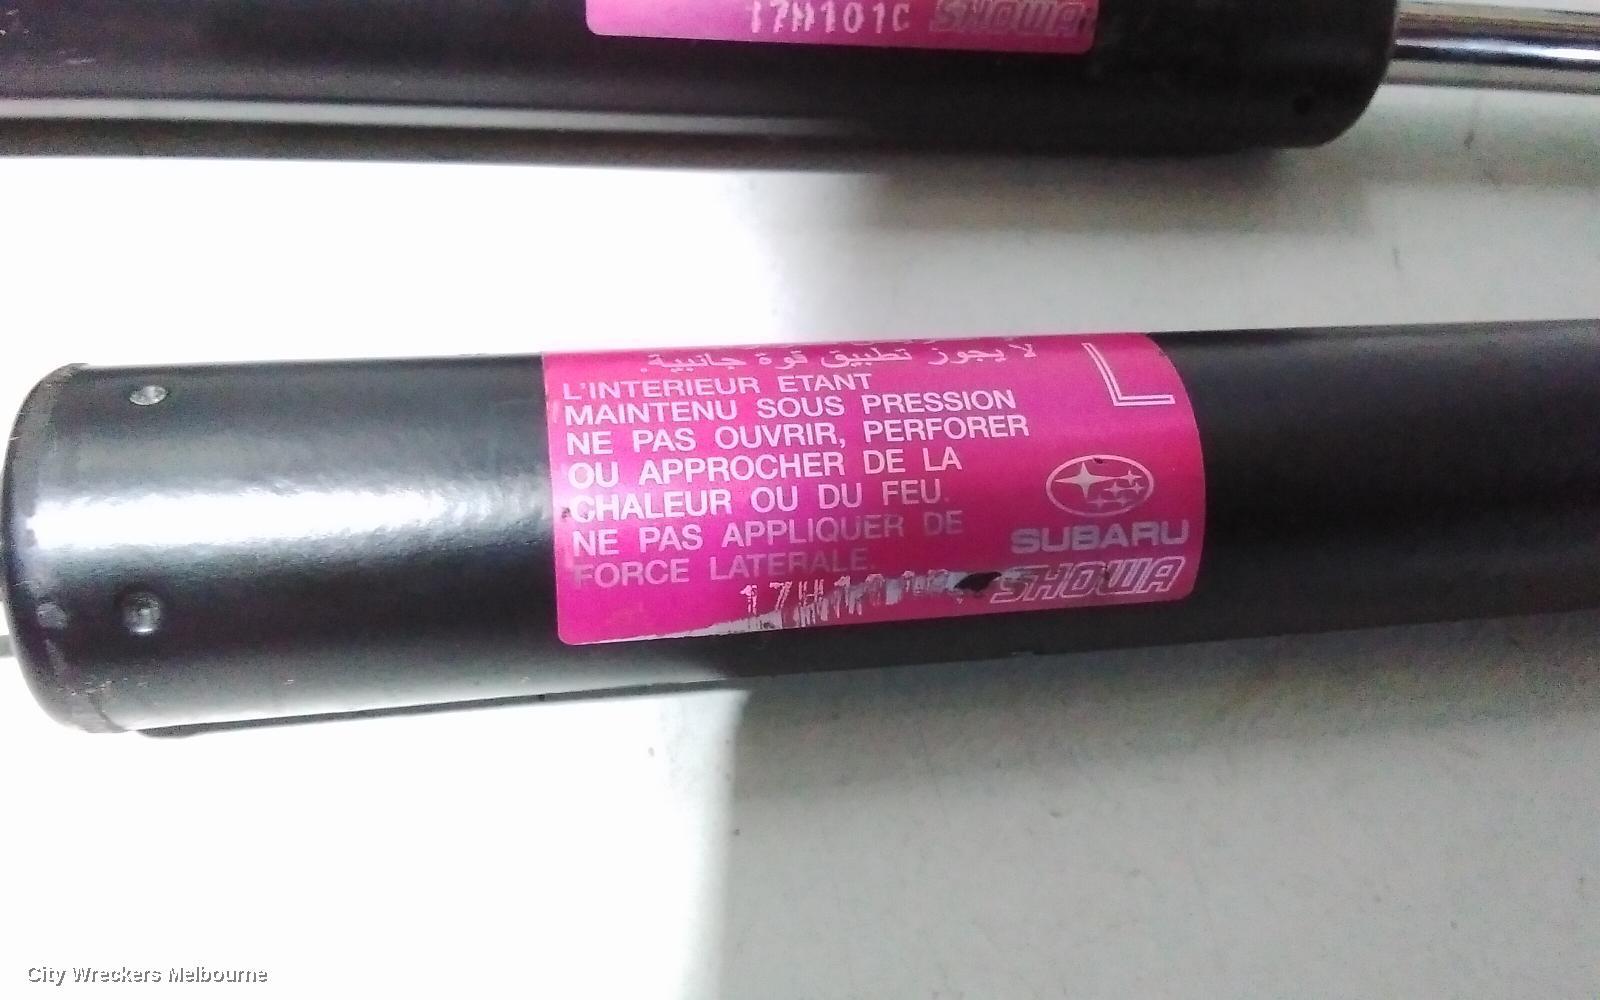 17H101C SHOWA
لا يجوز تطبيق قوة جانبية.
L
L'INTERIEUR ETANT
MAINTENU SOUS PRESSION
NE PAS OUVRIR, PERFORER
OU APPROCHER DE LA
CHALEUR OU DU FEU.
NE PAS APPLIQUER DE
FORCE LATERALE.
SUBARU
SHOWA
City Wreckers Melbourne